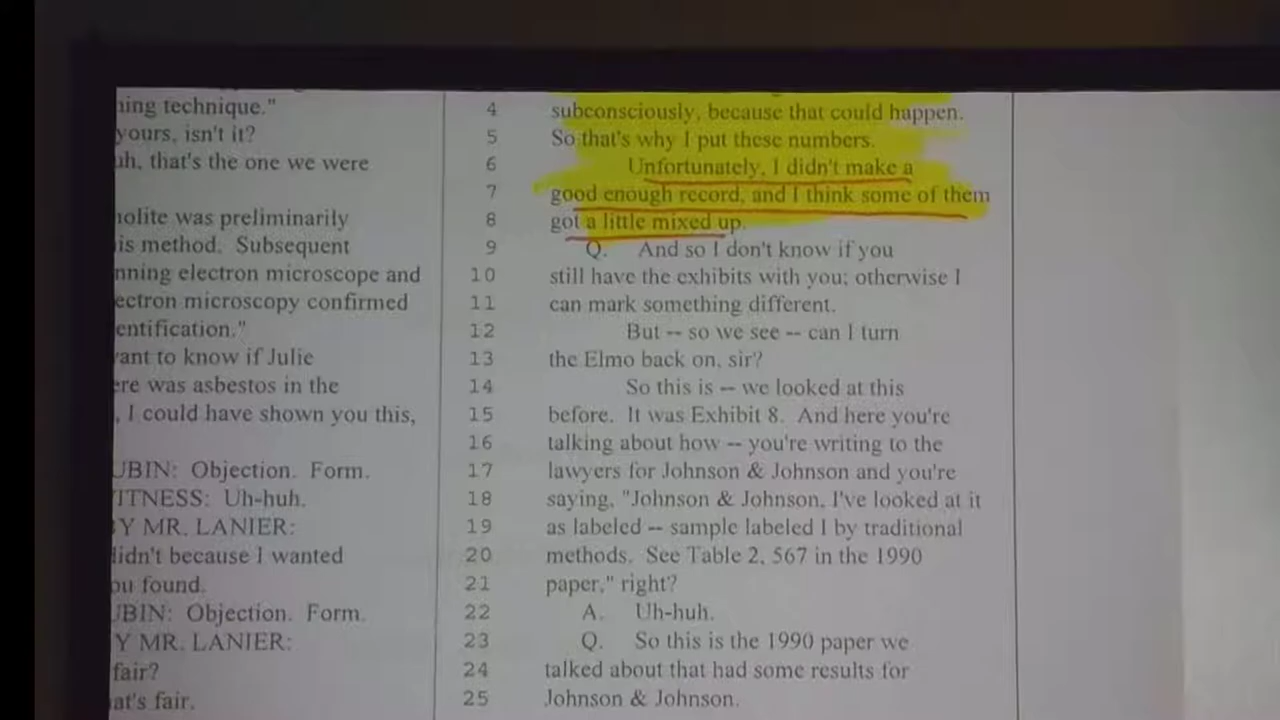 ning technique."
yours, isn't it?
uh, that's the one we were
nolite was preliminarily
is method. Subsequent
nning electron microscope and
ectron microscopy confirmed
entification."
want to know if Julie
ere was asbestos in the
, I could have shown you this,
UBIN: Objection. Form.
ITNESS: Uh-huh.
BY MR. LANIER:
didn't because I wanted
ou found.
UBIN: Objection. Form.
Y MR. LANIER:
fair?
at's fair.
4 subconsciously, because that could happen.
5 So that's why I put these numbers.
6 Unfortunately, I didn't make a
7 good enough record, and I think some of them
8 got a little mixed up.
9 Q. And so I don't know if you
10 still have the exhibits with you; otherwise I
11 can mark something different.
12 But -- so we see -- can I turn
13 the Elmo back on, sir?
14 So this is -- we looked at this
15 before. It was Exhibit 8. And here you're
16 talking about how -- you're writing to the
17 lawyers for Johnson & Johnson and you're
18 saying, "Johnson & Johnson, I've looked at it
19 as labeled -- sample labeled I by traditional
20 methods. See Table 2, 567 in the 1990
21 paper," right?
22 A. Uh-huh.
23 Q. So this is the 1990 paper we
24 talked about that had some results for
25 Johnson & Johnson.